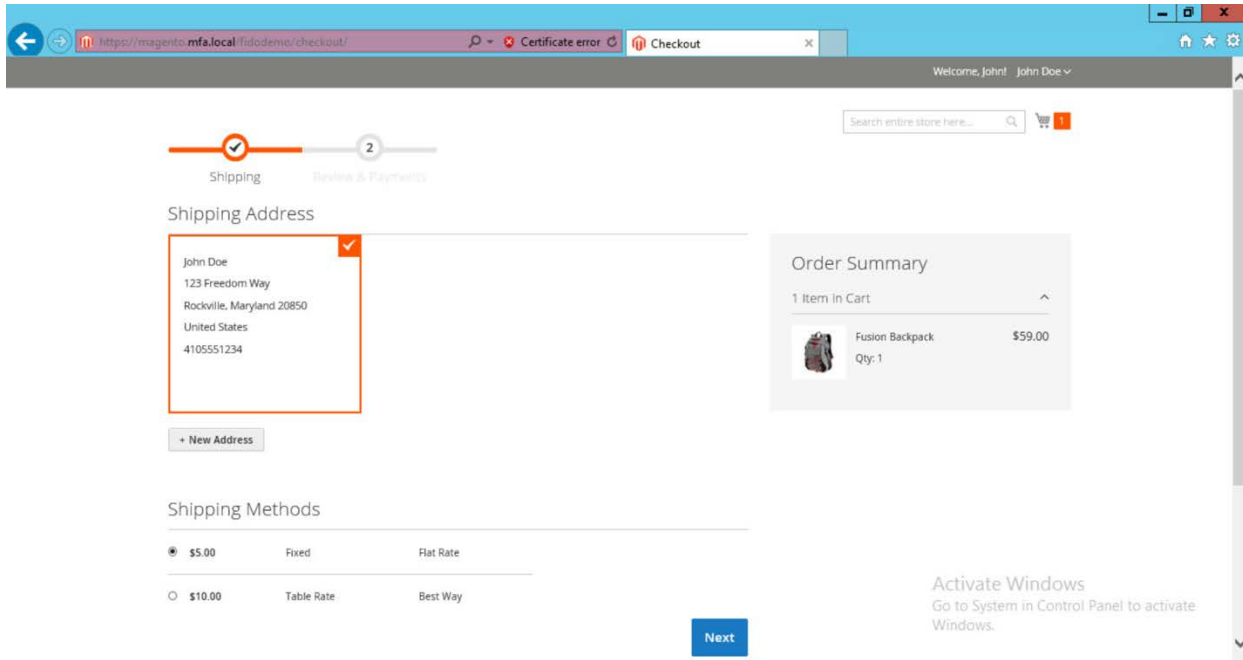 https://magento.mfa.local/fidodemo/checkout/
Certificate error
Checkout
Welcome, John! John Doe
Search entire store here...
1
2
Shipping
Review & Payments
Shipping Address
John Doe
123 Freedom Way
Rockville, Maryland 20850
United States
4105551234
+ New Address
Order Summary
1 Item in Cart
Fusion Backpack $59.00
Qty: 1
Shipping Methods
$5.00 Fixed Flat Rate
$10.00 Table Rate Best Way
Next
Activate Windows
Go to System in Control Panel to activate
Windows.